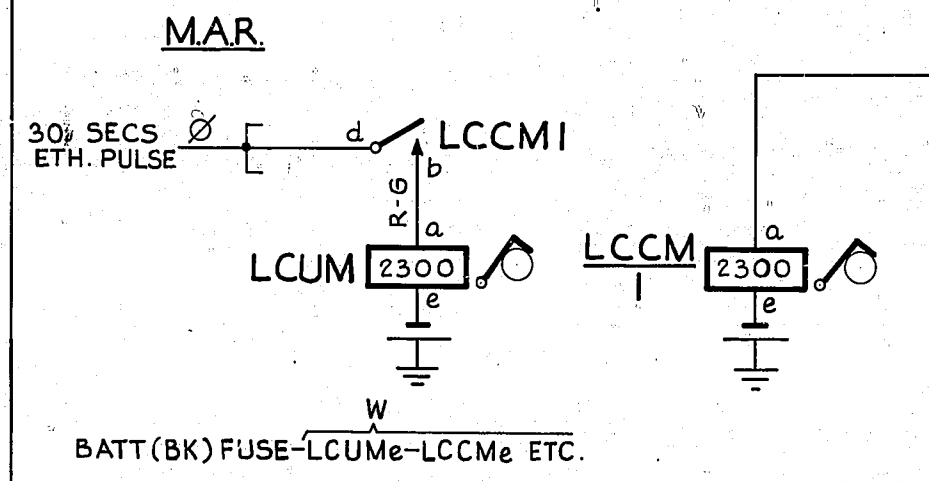 M.A.R.
30 SECS
ETH. PULSE
Ø
d
LCCM1
b
R-G
a
LCUM
2300
e
LCCM
1
a
2300
e
W
BATT(BK) FUSE-LCUMe-LCCMe ETC.